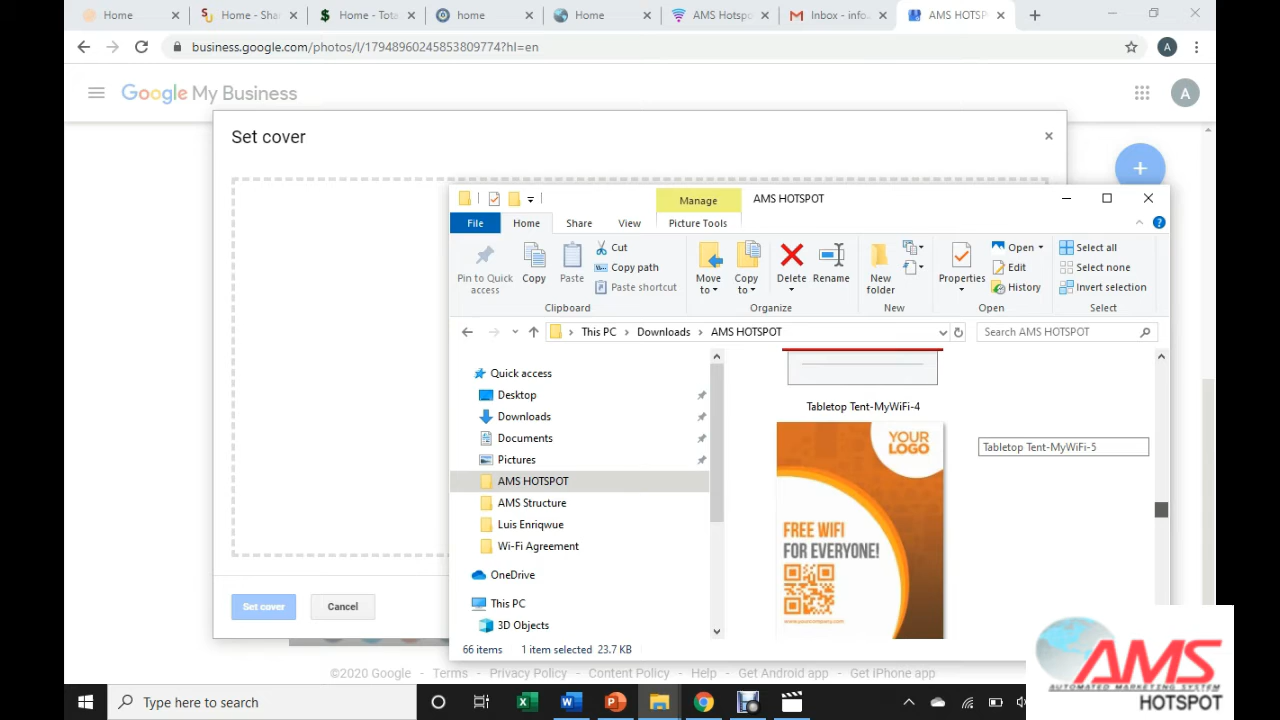 Home
Home - Shar
Home - Tota
home
Home
AMS Hotspo
Inbox - info.
AMS HOTSP
business.google.com/photos/l/17948960245853809774?hl=en
A
Google My Business
A
Set cover
Manage
AMS HOTSPOT
File
Home
Share
View
Picture Tools
Pin to Quick
access
Copy
Paste
Cut
Copy path
Paste shortcut
Move
to
Copy
to
Delete
Rename
New
folder
Properties
Open
Edit
History
Select all
Select none
Invert selection
Clipboard
Organize
New
Open
Select
This PC
Downloads
AMS HOTSPOT
Search AMS HOTSPOT
Quick access
Desktop
Downloads
Documents
Pictures
AMS HOTSPOT
AMS Structure
Luis Enriqwue
Wi-Fi Agreement
OneDrive
This PC
3D Objects
Tabletop Tent-MyWiFi-4
YOUR
LOGO
FREE WIFI
FOR EVERYONE!
www.yourcompany.com
Tabletop Tent-MyWiFi-5
66 items
1 item selected 23.7 KB
Set cover
Cancel
©2020 Google
Terms
Privacy Policy
Help
Get Android app
Get iPhone app
Type here to search
AMS
AUTOMATED MARKETING SYSTEM
HOTSPOT